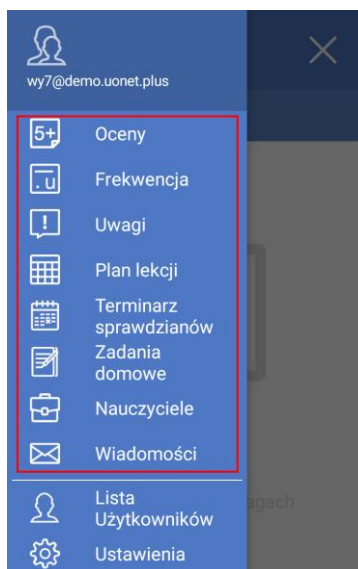 wy7@demo.uonet.plus
5+
Oceny
.u
Frekwencja
!
Uwagi
Plan lekcji
Terminarz
sprawdzianów
Zadania
domowe
Nauczyciele
Wiadomości
egach
Lista
Użytkowników
Ustawienia